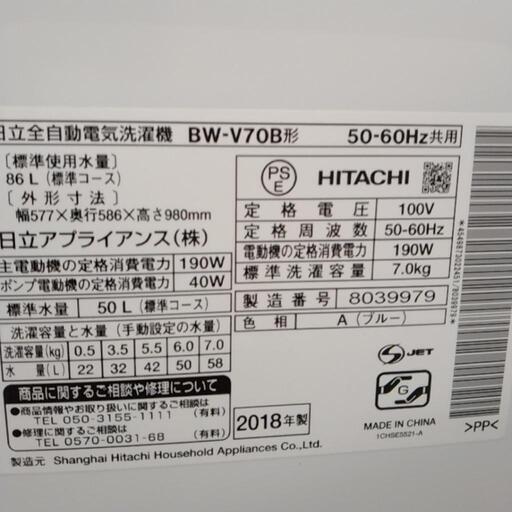 日立全自動電気洗濯機 BW-V70B形 50-60Hz共用
〔標準使用水量〕
86 L (標準コース)
〔外形寸法〕
幅577×奥行586×高さ980mm
日立アプライアンス(株)
主電動機の定格消費電力 190W
ポンプ電動機の定格消費電力 40W
標準水量 50 L (標準コース)
洗濯容量と水量 (手動設定の水量)
洗濯容量(kg) 0.5 3.5 5.5 6.0 7.0
水量(L) 22 32 42 50 58
商品に関するご相談や修理について
●商品情報やお取り扱いに関するご相談
TEL 050-3155-1111 (有料)
●修理に関するご相談
TEL 0570-0031-68 (有料)
製造元 Shanghai Hitachi Household Appliances Co.,Ltd.
PS
E
HITACHI
定格電圧 100V
定格周波数 50-60Hz
電動機の定格消費電力 190W
標準洗濯容量 7.0kg
製造番号 8039979
色相 A (ブルー)
2018年製
S JET
G
MADE IN CHINA
1CHSE5521-A
>PP<